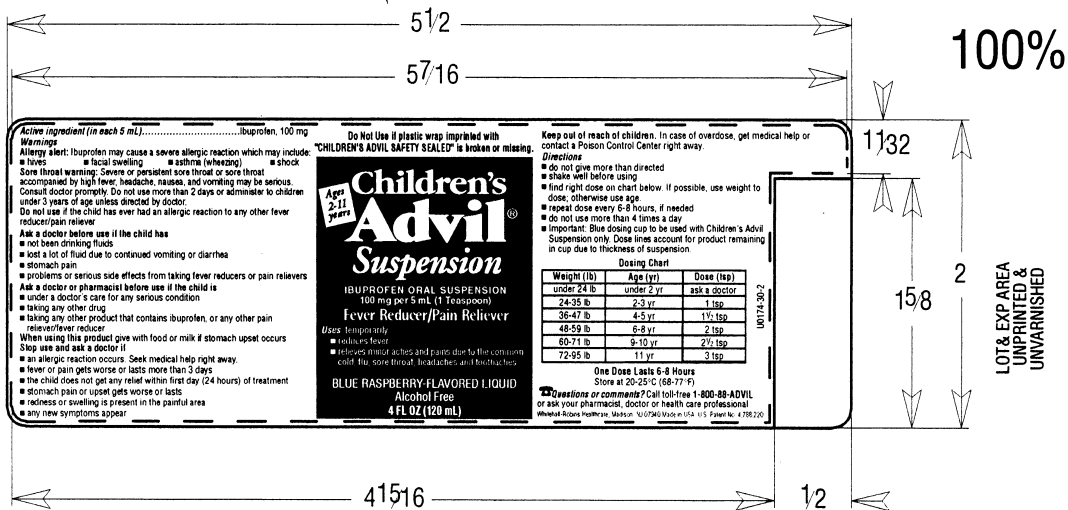 5 1/2
100%
5 7/16
Active ingredient (in each 5 mL)..............................Ibuprofen, 100 mg
Warnings
Allergy alert: Ibuprofen may cause a severe allergic reaction which may include:
■ hives ■ facial swelling ■ asthma (wheezing) ■ shock
Sore throat warning: Severe or persistent sore throat or sore throat
accompanied by high fever, headache, nausea, and vomiting may be serious.
Consult doctor promptly. Do not use more than 2 days or administer to children
under 3 years of age unless directed by doctor.
Do not use if the child has ever had an allergic reaction to any other fever
reducer/pain reliever
Ask a doctor before use if the child has
■ not been drinking fluids
■ lost a lot of fluid due to continued vomiting or diarrhea
■ stomach pain
■ problems or serious side effects from taking fever reducers or pain relievers
Ask a doctor or pharmacist before use if the child is
■ under a doctor's care for any serious condition
■ taking any other drug
■ taking any other product that contains ibuprofen, or any other pain
reliever/fever reducer
When using this product give with food or milk if stomach upset occurs
Stop use and ask a doctor if
■ an allergic reaction occurs. Seek medical help right away.
■ fever or pain gets worse or lasts more than 3 days
■ the child does not get any relief within first day (24 hours) of treatment
■ stomach pain or upset gets worse or lasts
■ redness or swelling is present in the painful area
■ any new symptoms appear
Do Not Use if plastic wrap imprinted with
"CHILDREN'S ADVIL SAFETY SEALED" is broken or missing.
Ages
2-11
years
Children's
Advil®
Suspension
IBUPROFEN ORAL SUSPENSION
100 mg per 5 mL (1 Teaspoon)
Fever Reducer/Pain Reliever
Uses temporarily
■ reduces fever
■ relieves minor aches and pains due to the common
cold, flu, sore throat, headaches and toothaches
BLUE RASPBERRY-FLAVORED LIQUID
Alcohol Free
4 FL OZ (120 mL)
Keep out of reach of children. In case of overdose, get medical help or
contact a Poison Control Center right away.
Directions
■ do not give more than directed
■ shake well before using
■ find right dose on chart below. If possible, use weight to
dose; otherwise use age.
■ repeat dose every 6-8 hours, if needed
■ do not use more than 4 times a day
■ Important: Blue dosing cup to be used with Children's Advil
Suspension only. Dose lines account for product remaining
in cup due to thickness of suspension.
Dosing Chart
Weight (lb) Age (yr) Dose (tsp)
under 24 lb under 2 yr ask a doctor
24-35 lb 2-3 yr 1 tsp
36-47 lb 4-5 yr 1½ tsp
48-59 lb 6-8 yr 2 tsp
60-71 lb 9-10 yr 2½ tsp
72-95 lb 11 yr 3 tsp
One Dose Lasts 6-8 Hours
Store at 20-25°C (68-77°F)
☎Questions or comments? Call toll-free 1-800-88-ADVIL
or ask your pharmacist, doctor or health care professional
Whitehall-Robins Healthcare, Madison, NJ 07940 Made in USA U.S. Patent No. 4,788,220
U0174-30-2
11/32
2
1 5/8
LOT& EXP AREA
UNPRINTED &
UNVARNISHED
4 15/16
1/2